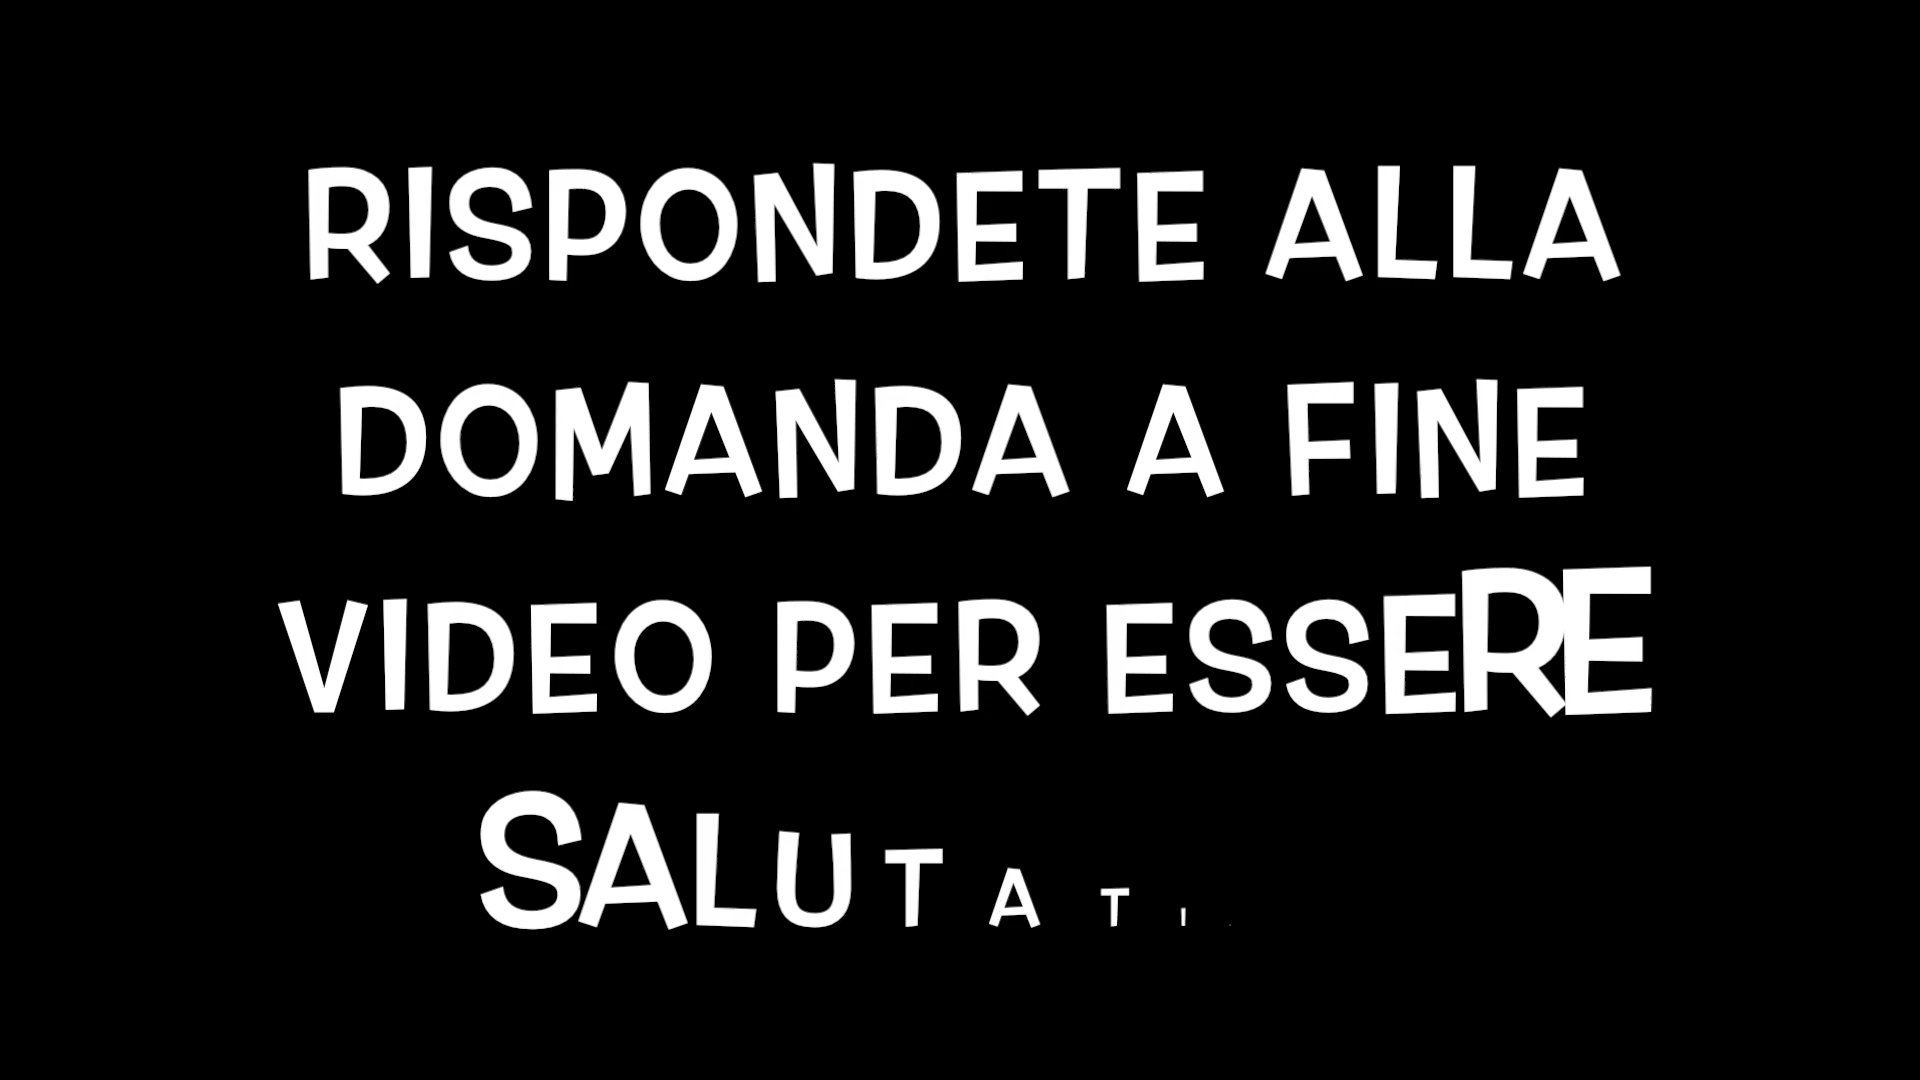 RISPONDETE ALLA
DOMANDA A FINE
VIDEO PER ESSERE
SALUTATI